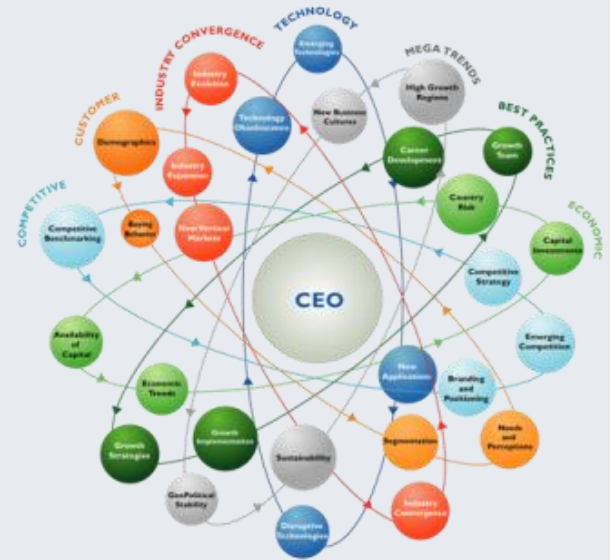 TECHNOLOGY
Emerging
Technologies
INDUSTRY CONVERGENCE
Industry
Evolution
MEGA TRENDS
High Growth
Regions
New Business
Cultures
Technology
Obsolescence
CUSTOMER
Demographics
BEST PRACTICES
Career
Development
Growth
Team
Industry
Expansion
COMPETITIVE
Competitive
Benchmarking
Buying
Behavior
New Vertical
Markets
Country
Risk
ECONOMIC
Capital
Investments
Competitive
Strategy
CEO
Availability
of
Capital
Emerging
Competition
Economic
Trends
New
Applications
Branding
and
Positioning
Growth
Strategies
Growth
Implementation
Sustainability
Segmentation
Needs
and
Perceptions
GeoPolitical
Stability
Industry
Convergence
Disruptive
Technologies